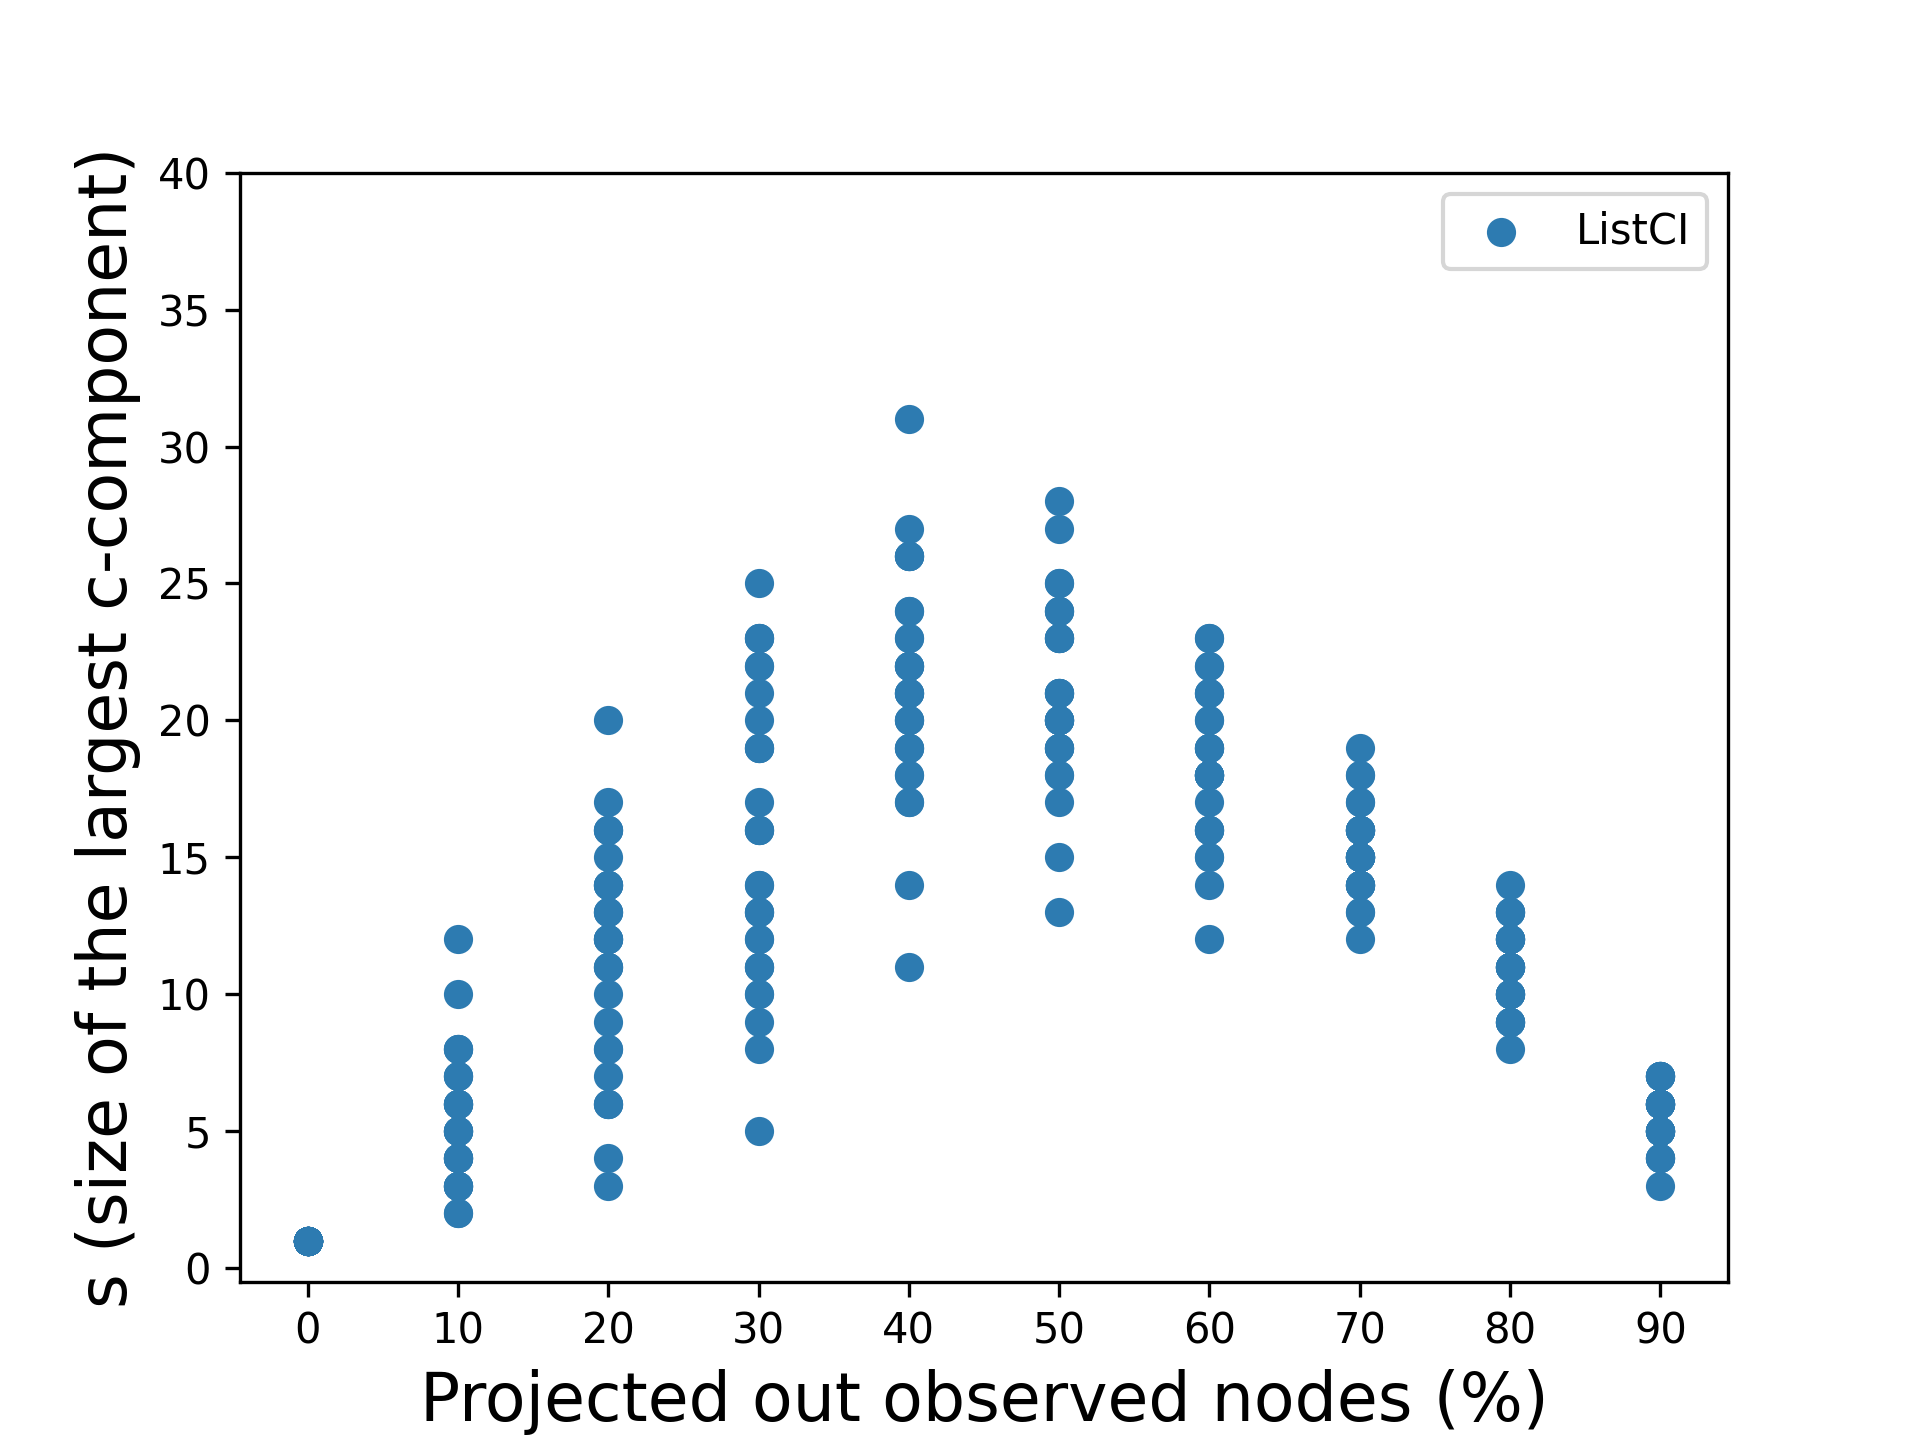 s (size of the largest c-component)
40
35
30
25
20
15
10
5
0
ListCI
0 10 20 30 40 50 60 70 80 90
Projected out observed nodes (%)